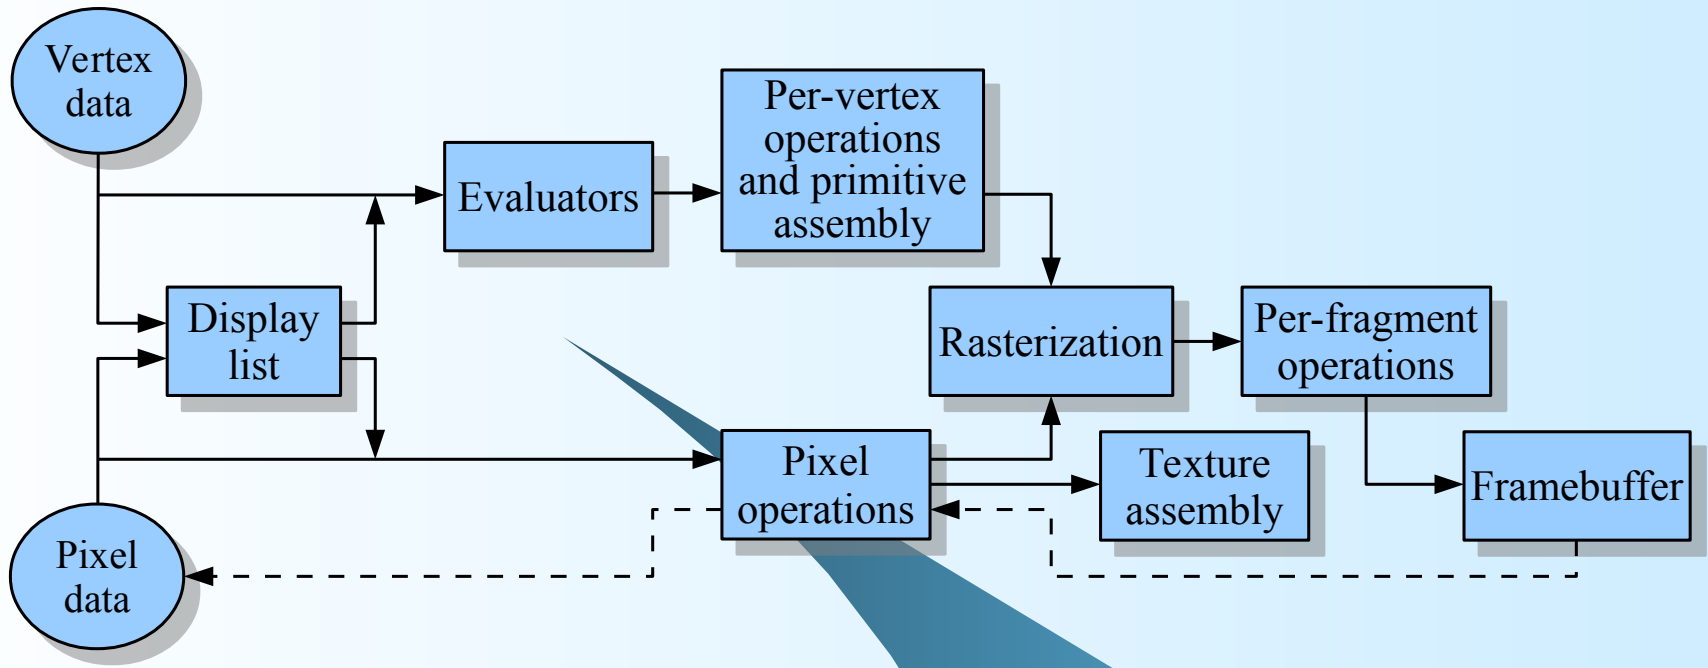 Vertex
data
Evaluators
Per-vertex
operations
and primitive
assembly
Display
list
Rasterization
Per-fragment
operations
Pixel
operations
Texture
assembly
Framebuffer
Pixel
data